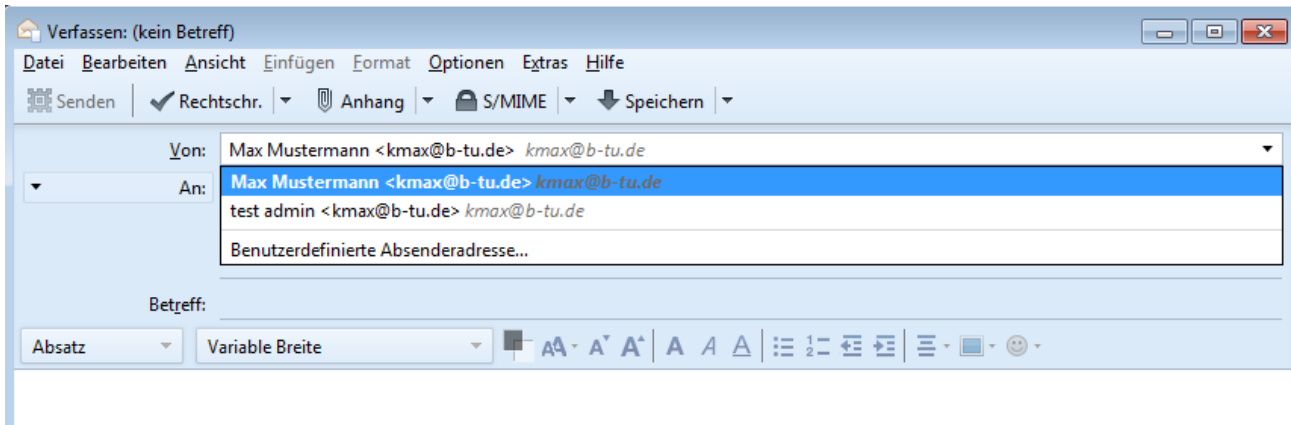 Verfassen: (kein Betreff)
Datei Bearbeiten Ansicht Einfügen Format Optionen Extras Hilfe
Senden Rechtschr. Anhang S/MIME Speichern
Von: Max Mustermann <kmax@b-tu.de> kmax@b-tu.de
An: Max Mustermann <kmax@b-tu.de> kmax@b-tu.de
test admin <kmax@b-tu.de> kmax@b-tu.de
Benutzerdefinierte Absenderadresse...
Betreff:
Absatz Variable Breite